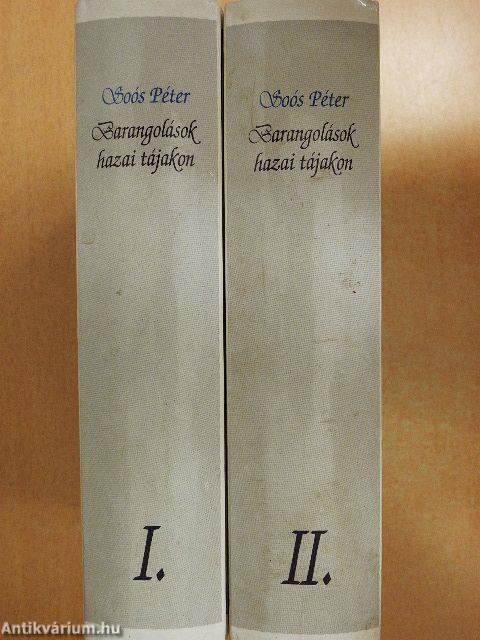 Soós Péter
Barangolások
hazai tájakon
I.
Soós Péter
Barangolások
hazai tájakon
II.
Antikvárium.hu